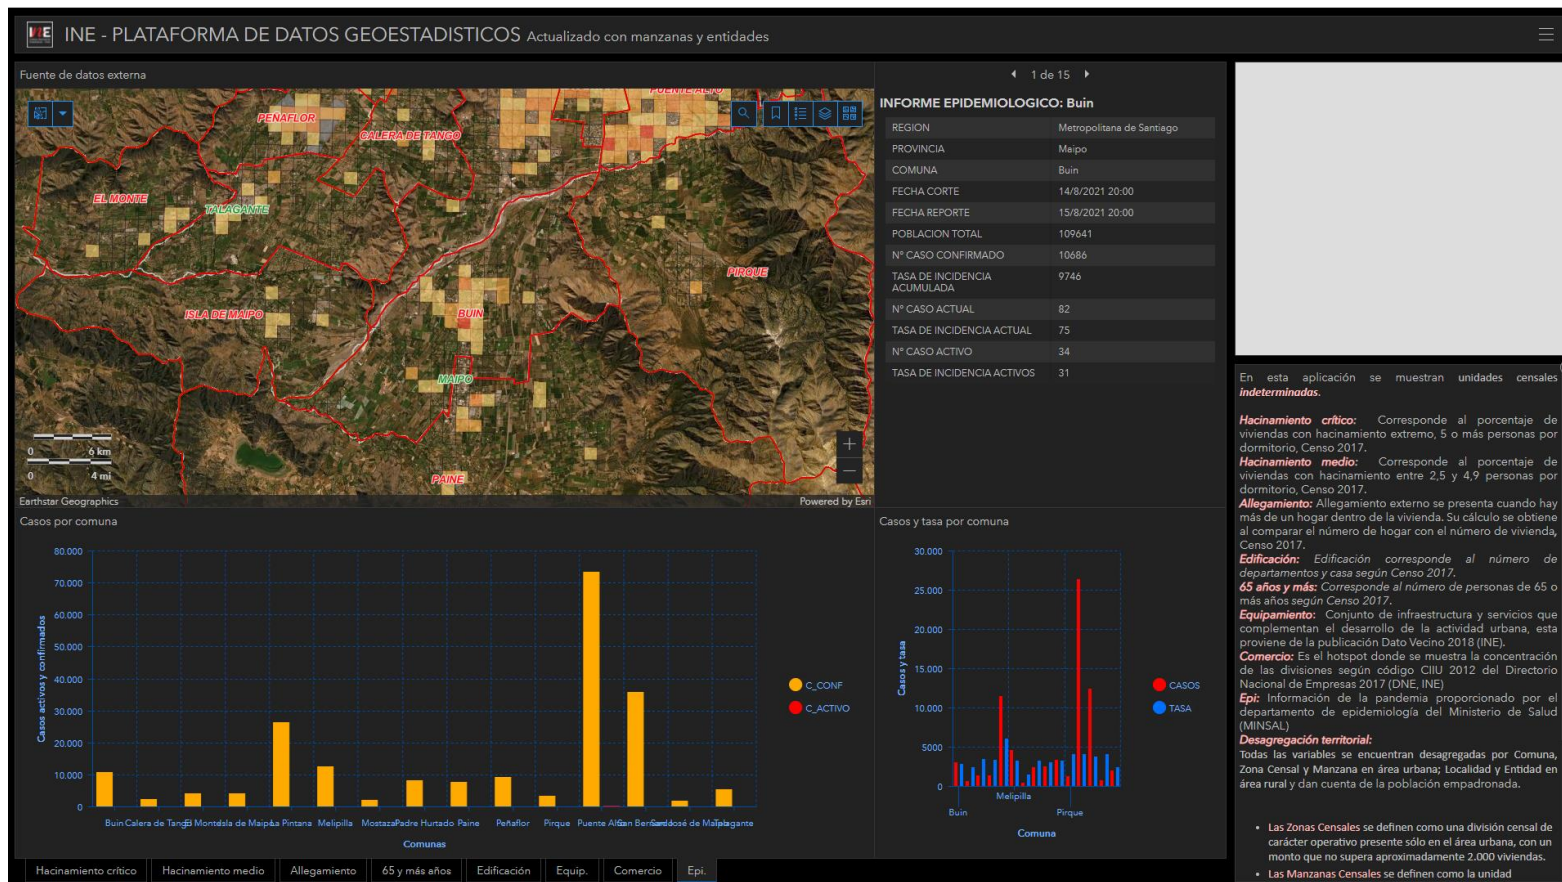 INE
INE - PLATAFORMA DE DATOS GEOESTADISTICOS Actualizado con manzanas y entidades
Fuente de datos externa
PEÑAFLOR
CALERA DE TANGO
PUENTE ALTO
EL MONTE
TALAGANTE
PIRQUE
ISLA DE MAIPO
BUIN
MAIPO
PAINE
0 6 km
0 4 mi
Earthstar Geographics
Powered by Esri
1 de 15
INFORME EPIDEMIOLOGICO: Buin
REGION Metropolitana de Santiago
PROVINCIA Maipo
COMUNA Buin
FECHA CORTE 14/8/2021 20:00
FECHA REPORTE 15/8/2021 20:00
POBLACION TOTAL 109641
Nº CASO CONFIRMADO 10686
TASA DE INCIDENCIA ACUMULADA 9746
Nº CASO ACTUAL 82
TASA DE INCIDENCIA ACTUAL 75
Nº CASO ACTIVO 34
TASA DE INCIDENCIA ACTIVOS 31
Casos por comuna
80.000
70.000
60.000
50.000
40.000
30.000
20.000
10.000
0
Casos activos y confirmados
Buin Calera de Tango El Monte Isla de Maipo La Pintana Melipilla Mostazal Padre Hurtado Paine Peñaflor Pirque Puente Alto San Bernardo San José de Maipo Talagante
Comunas
C_CONF
C_ACTIVO
Casos y tasa por comuna
30.000
25.000
20.000
15.000
10.000
5000
0
Casos y tasa
Buin Melipilla Pirque
Comuna
CASOS
TASA
En esta aplicación se muestran unidades censales
indeterminadas.
Hacinamiento crítico: Corresponde al porcentaje de
viviendas con hacinamiento extremo, 5 o más personas por
dormitorio, Censo 2017.
Hacinamiento medio: Corresponde al porcentaje de
viviendas con hacinamiento entre 2,5 y 4,9 personas por
dormitorio, Censo 2017.
Allegamiento: Allegamiento externo se presenta cuando hay
más de un hogar dentro de la vivienda. Su cálculo se obtiene
al comparar el número de hogar con el número de vivienda,
Censo 2017.
Edificación: Edificación corresponde al número de
departamentos y casa según Censo 2017.
65 años y más: Corresponde al número de personas de 65 o
más años según Censo 2017.
Equipamiento: Conjunto de infraestructura y servicios que
complementan el desarrollo de la actividad urbana, esta
proviene de la publicación Dato Vecino 2018 (INE).
Comercio: Es el hotspot donde se muestra la concentración
de las divisiones según código CIIU 2012 del Directorio
Nacional de Empresas 2017 (DNE, INE)
Epi: Información de la pandemia proporcionado por el
departamento de epidemiología del Ministerio de Salud
(MINSAL)
Desagregación territorial:
Todas las variables se encuentran desagregadas por Comuna,
Zona Censal y Manzana en área urbana; Localidad y Entidad en
área rural y dan cuenta de la población empadronada.
• Las Zonas Censales se definen como una división censal de
carácter operativo presente sólo en el área urbana, con un
monto que no supera aproximadamente 2.000 viviendas.
• Las Manzanas Censales se definen como la unidad
Hacinamiento crítico Hacinamiento medio Allegamiento 65 y más años Edificación Equip. Comercio Epi.